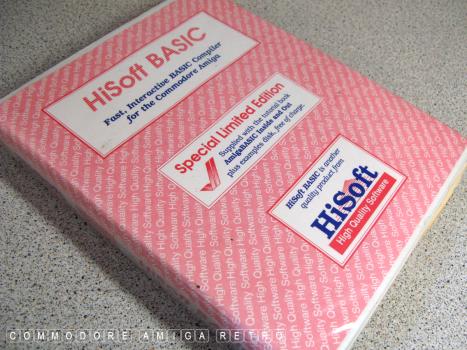 HiSoft BASIC
Fast, Interactive BASIC Compiler
for the Commodore Amiga
Special Limited Edition
Supplied with the tutorial book
AmigaBASIC Inside and Out
plus examples disk, free of charge.
HiSoft BASIC is another
quality product from
HiSoft
High Quality Software
COMMODORE AMIGA RETRO